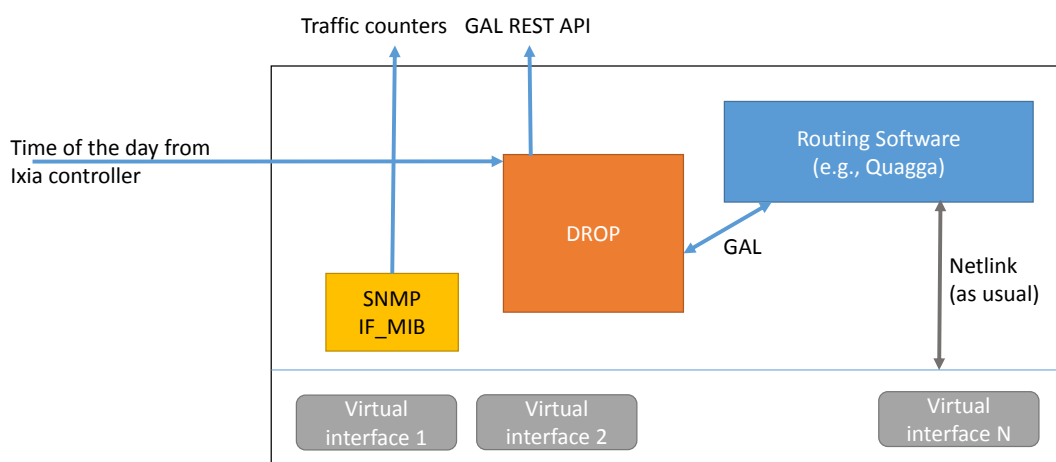 Traffic counters
GAL REST API
Time of the day from
Ixia controller
Routing Software
(e.g., Quagga)
DROP
GAL
Netlink
(as usual)
SNMP
IF_MIB
Virtual
interface 1
Virtual
interface 2
Virtual
interface N